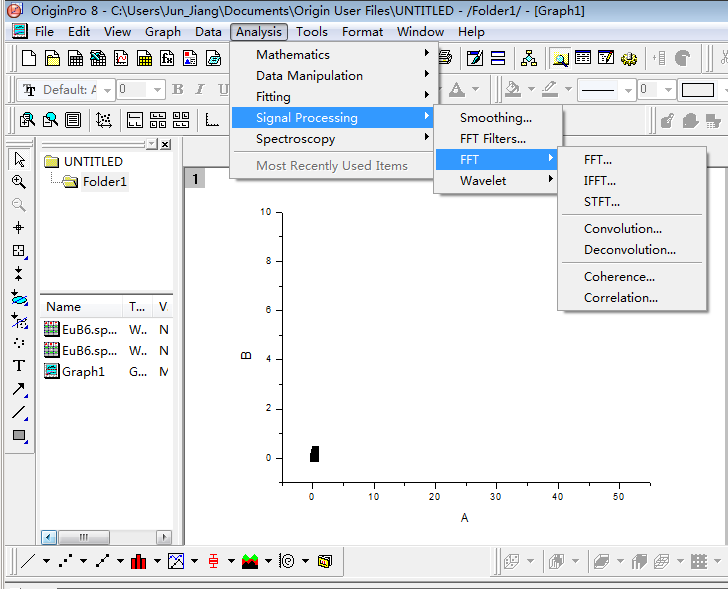 OriginPro 8 - C:\Users\Jun_Jiang\Documents\Origin User Files\UNTITLED - /Folder1/ - [Graph1]
File Edit View Graph Data Analysis Tools Format Window Help
Default: A 0 B I U A 0
Mathematics
Data Manipulation
Fitting
Signal Processing
Spectroscopy
Most Recently Used Items
Smoothing...
FFT Filters...
FFT
Wavelet
FFT...
IFFT...
STFT...
Convolution...
Deconvolution...
Coherence...
Correlation...
UNTITLED
Folder1
Name T... V
EuB6.sp... W.. N
EuB6.sp... W.. N
Graph1 G... M
T
1
10
8
6
4
2
0
B
0 10 20 30 40 50
A